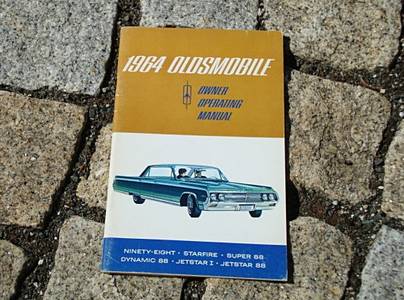 1964 OLDSMOBILE
OWNER
OPERATING
MANUAL
NINETY-EIGHT • STARFIRE • SUPER 88
DYNAMIC 88 • JETSTAR I • JETSTAR 88